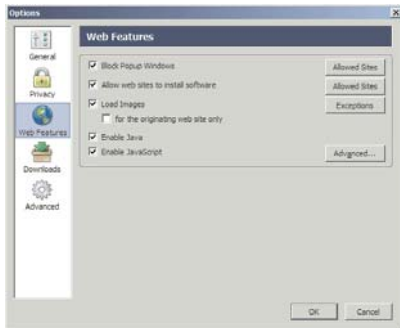 Options
General
Privacy
Web Features
Downloads
Advanced
Web Features
Block Popup Windows
Allowed Sites
Allow web sites to install software
Allowed Sites
Load Images
Exceptions
for the originating web site only
Enable Java
Enable JavaScript
Advanced...
OK
Cancel